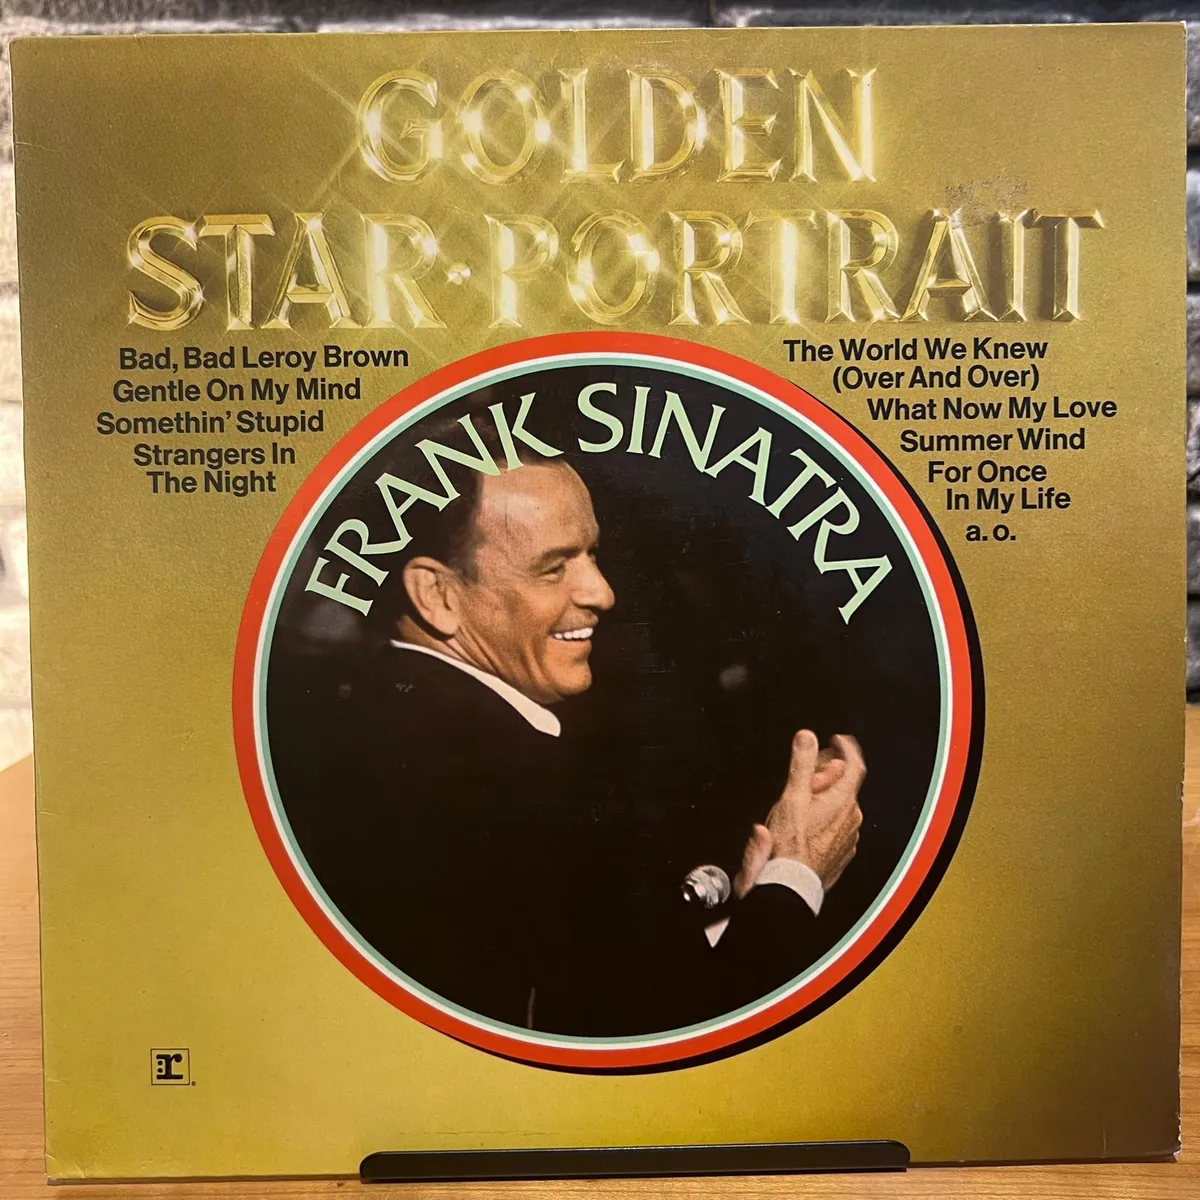 GOLDEN
STAR·PORTRAIT
Bad, Bad Leroy Brown
Gentle On My Mind
Somethin' Stupid
Strangers In
The Night
The World We Knew
(Over And Over)
What Now My Love
Summer Wind
For Once
In My Life
a. o.
FRANK SINATRA
r